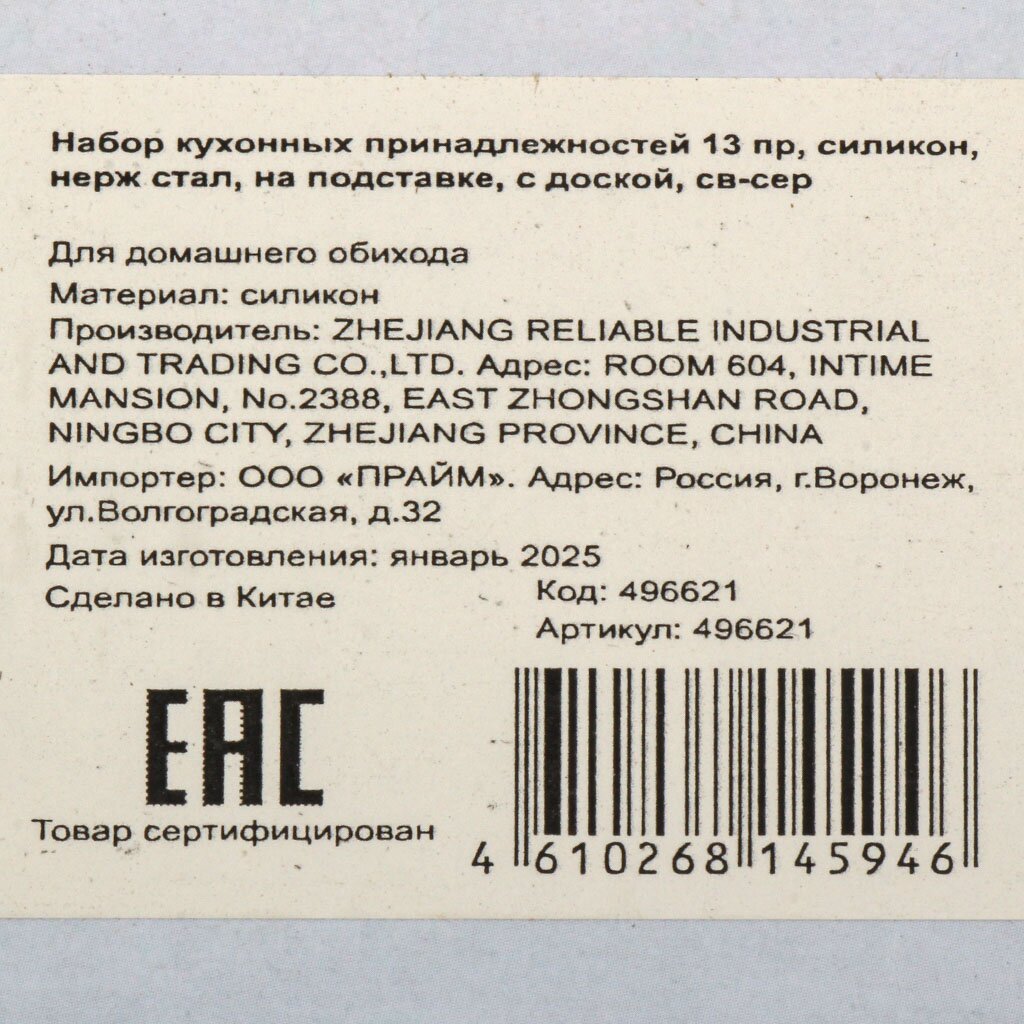 Набор кухонных принадлежностей 13 пр, силикон,
нерж стал, на подставке, с доской, св-сер
Для домашнего обихода
Материал: силикон
Производитель: ZHEJIANG RELIABLE INDUSTRIAL
AND TRADING CO.,LTD. Адрес: ROOM 604, INTIME
MANSION, No.2388, EAST ZHONGSHAN ROAD,
NINGBO CITY, ZHEJIANG PROVINCE, CHINA
Импортер: ООО «ПРАЙМ». Адрес: Россия, г.Воронеж,
ул.Волгоградская, д.32
Дата изготовления: январь 2025
Сделано в Китае
Код: 496621
Артикул: 496621
EAC
Товар сертифицирован
4 610268 145946